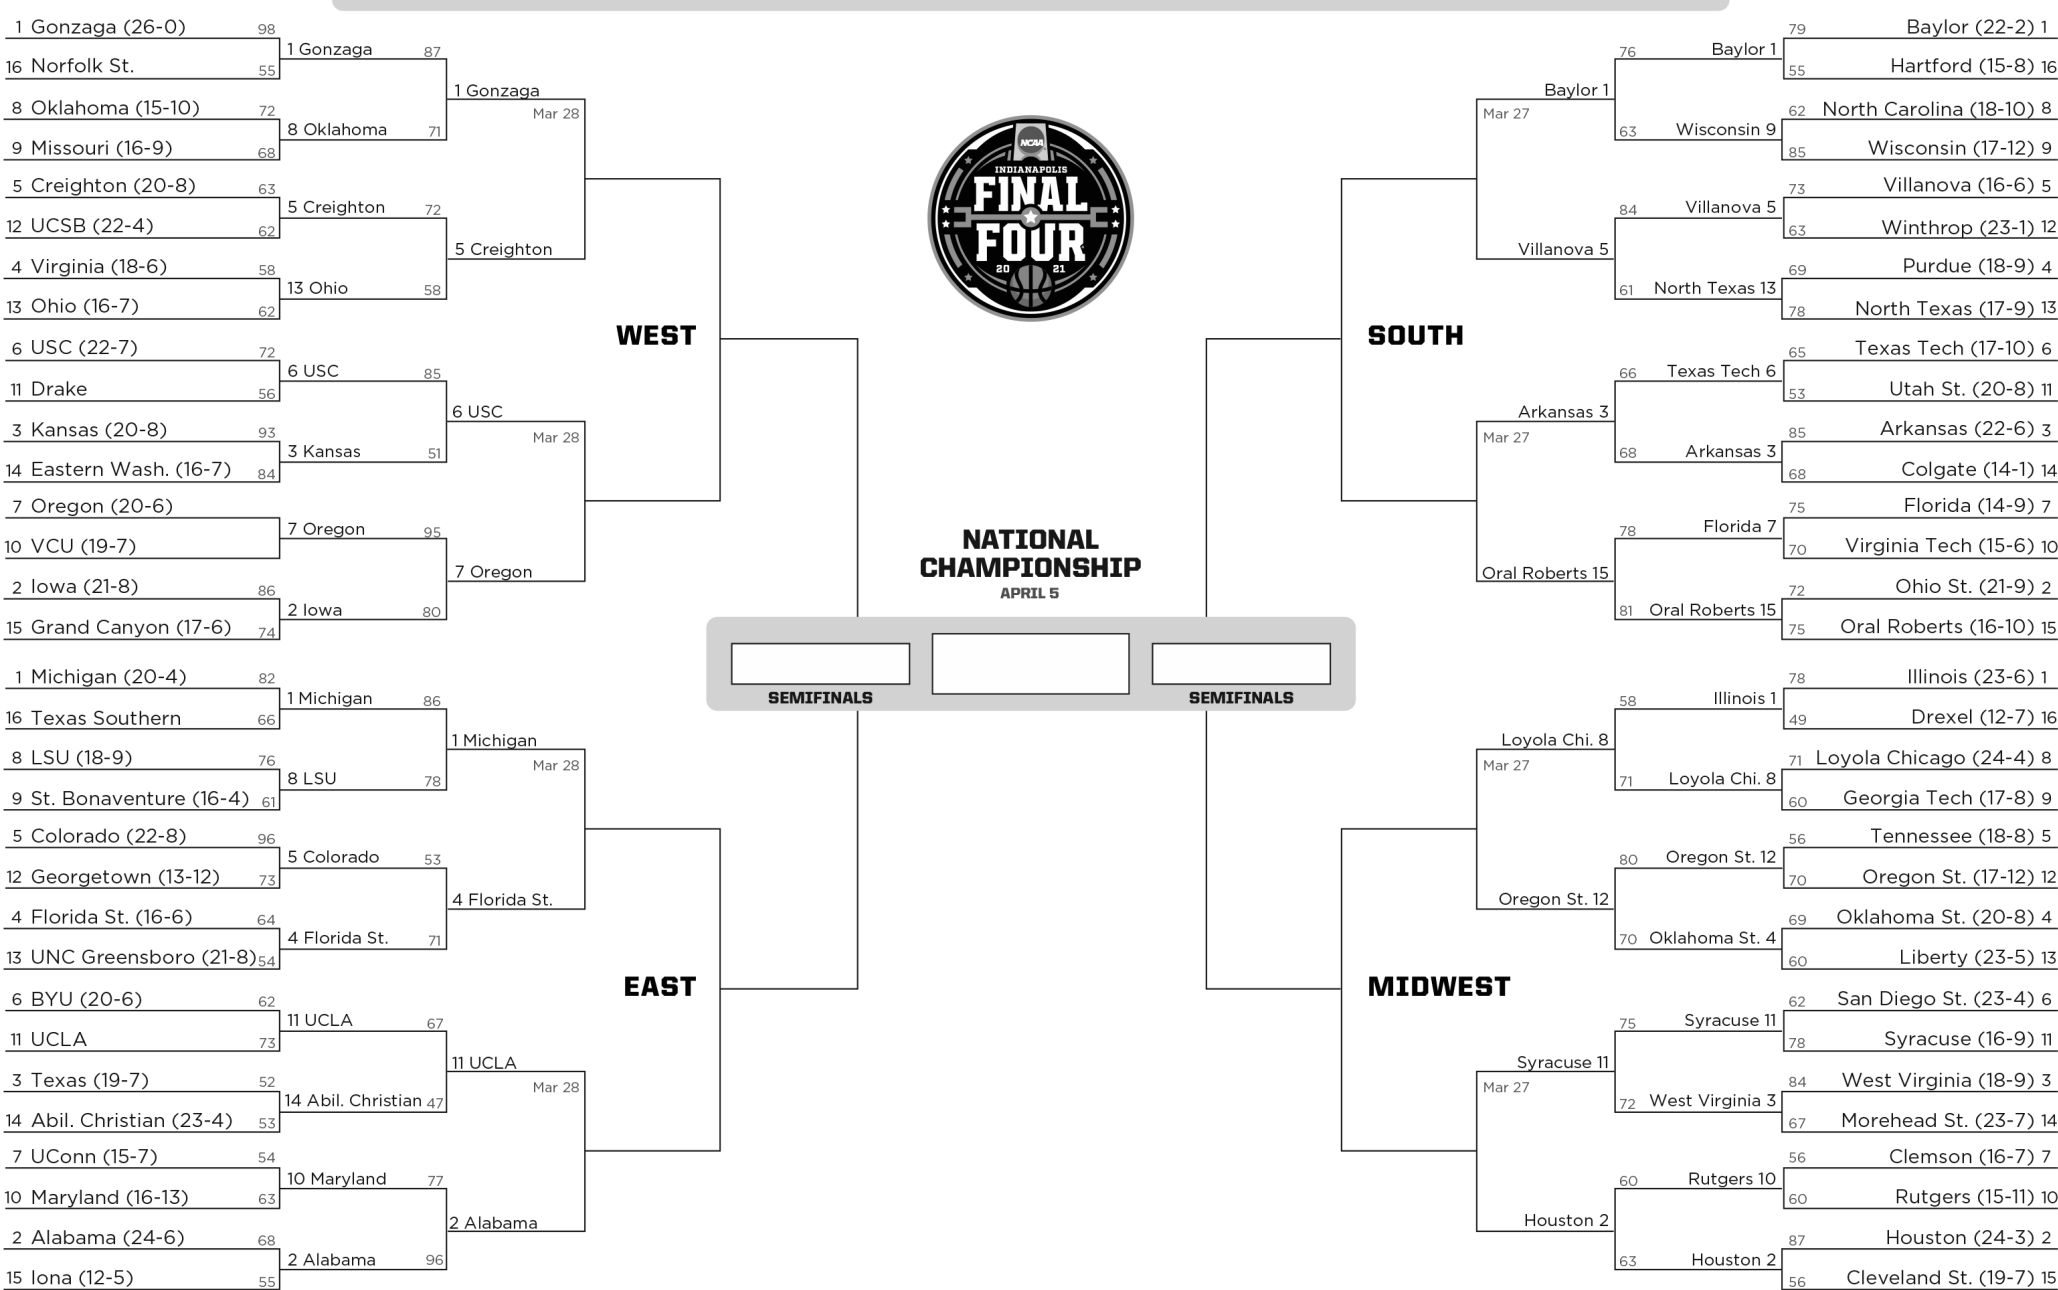 1 Gonzaga (26-0) 98
16 Norfolk St. 55
8 Oklahoma (15-10) 72
9 Missouri (16-9) 68
5 Creighton (20-8) 63
12 UCSB (22-4) 62
4 Virginia (18-6) 58
13 Ohio (16-7) 62
6 USC (22-7) 72
11 Drake 56
3 Kansas (20-8) 93
14 Eastern Wash. (16-7) 84
7 Oregon (20-6)
10 VCU (19-7)
2 Iowa (21-8) 86
15 Grand Canyon (17-6) 74
1 Gonzaga 87
8 Oklahoma 71
5 Creighton 72
13 Ohio 58
6 USC 85
3 Kansas 51
7 Oregon 95
2 Iowa 80
1 Gonzaga
Mar 28
5 Creighton
6 USC
Mar 28
7 Oregon
WEST
1 Michigan (20-4) 82
16 Texas Southern 66
8 LSU (18-9) 76
9 St. Bonaventure (16-4) 61
5 Colorado (22-8) 96
12 Georgetown (13-12) 73
4 Florida St. (16-6) 64
13 UNC Greensboro (21-8) 54
6 BYU (20-6) 62
11 UCLA 73
3 Texas (19-7) 52
14 Abil. Christian (23-4) 53
7 UConn (15-7) 54
10 Maryland (16-13) 63
2 Alabama (24-6) 68
15 Iona (12-5) 55
1 Michigan 86
8 LSU 78
5 Colorado 53
4 Florida St. 71
11 UCLA 67
14 Abil. Christian 47
10 Maryland 77
2 Alabama 96
1 Michigan
Mar 28
4 Florida St.
11 UCLA
Mar 28
2 Alabama
EAST
NCAA
INDIANAPOLIS
FINAL
FOUR
20 21
NATIONAL
CHAMPIONSHIP
APRIL 5
SEMIFINALS
SEMIFINALS
SOUTH
Baylor 1
Mar 27
Villanova 5
Arkansas 3
Mar 27
Oral Roberts 15
76 Baylor 1
63 Wisconsin 9
84 Villanova 5
61 North Texas 13
66 Texas Tech 6
68 Arkansas 3
78 Florida 7
81 Oral Roberts 15
79 Baylor (22-2) 1
55 Hartford (15-8) 16
62 North Carolina (18-10) 8
85 Wisconsin (17-12) 9
73 Villanova (16-6) 5
63 Winthrop (23-1) 12
69 Purdue (18-9) 4
78 North Texas (17-9) 13
65 Texas Tech (17-10) 6
53 Utah St. (20-8) 11
85 Arkansas (22-6) 3
68 Colgate (14-1) 14
75 Florida (14-9) 7
70 Virginia Tech (15-6) 10
72 Ohio St. (21-9) 2
75 Oral Roberts (16-10) 15
MIDWEST
Loyola Chi. 8
Mar 27
Oregon St. 12
Syracuse 11
Mar 27
Houston 2
58 Illinois 1
71 Loyola Chi. 8
80 Oregon St. 12
70 Oklahoma St. 4
75 Syracuse 11
72 West Virginia 3
60 Rutgers 10
63 Houston 2
78 Illinois (23-6) 1
49 Drexel (12-7) 16
71 Loyola Chicago (24-4) 8
60 Georgia Tech (17-8) 9
56 Tennessee (18-8) 5
70 Oregon St. (17-12) 12
69 Oklahoma St. (20-8) 4
60 Liberty (23-5) 13
62 San Diego St. (23-4) 6
78 Syracuse (16-9) 11
84 West Virginia (18-9) 3
67 Morehead St. (23-7) 14
56 Clemson (16-7) 7
60 Rutgers (15-11) 10
87 Houston (24-3) 2
56 Cleveland St. (19-7) 15